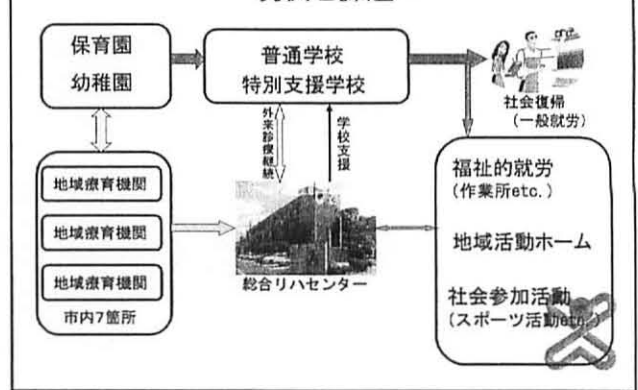 保育園
幼稚園
普通学校
特別支援学校
社会復帰
(一般就労)
外来診療継続
学校支援
地域療育機関
地域療育機関
地域療育機関
市内7箇所
総合リハセンター
福祉的就労
(作業所etc.)
地域活動ホーム
社会参加活動
(スポーツ活動etc.)